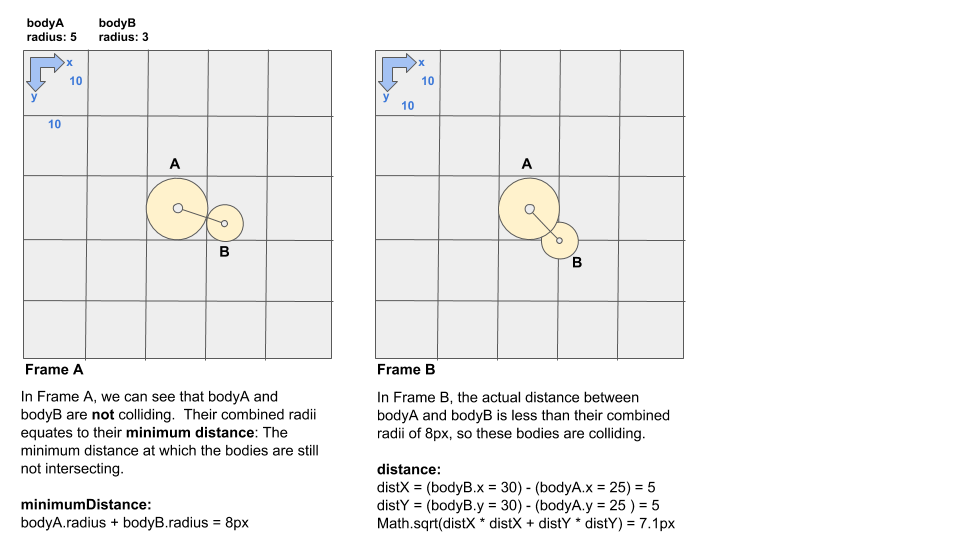 bodyA
radius: 5
bodyB
radius: 3
x
10
y
10
A
B
Frame A
In Frame A, we can see that bodyA and
bodyB are not colliding.  Their combined radii
equates to their minimum distance: The
minimum distance at which the bodies are still
not intersecting.
minimumDistance:
bodyA.radius + bodyB.radius = 8px
x
10
y
10
A
B
Frame B
In Frame B, the actual distance between
bodyA and bodyB is less than their combined
radii of 8px, so these bodies are colliding.
distance:
distX = (bodyB.x = 30) - (bodyA.x = 25) = 5
distY = (bodyB.y = 30) - (bodyA.y = 25 ) = 5
Math.sqrt(distX * distX + distY * distY) = 7.1px